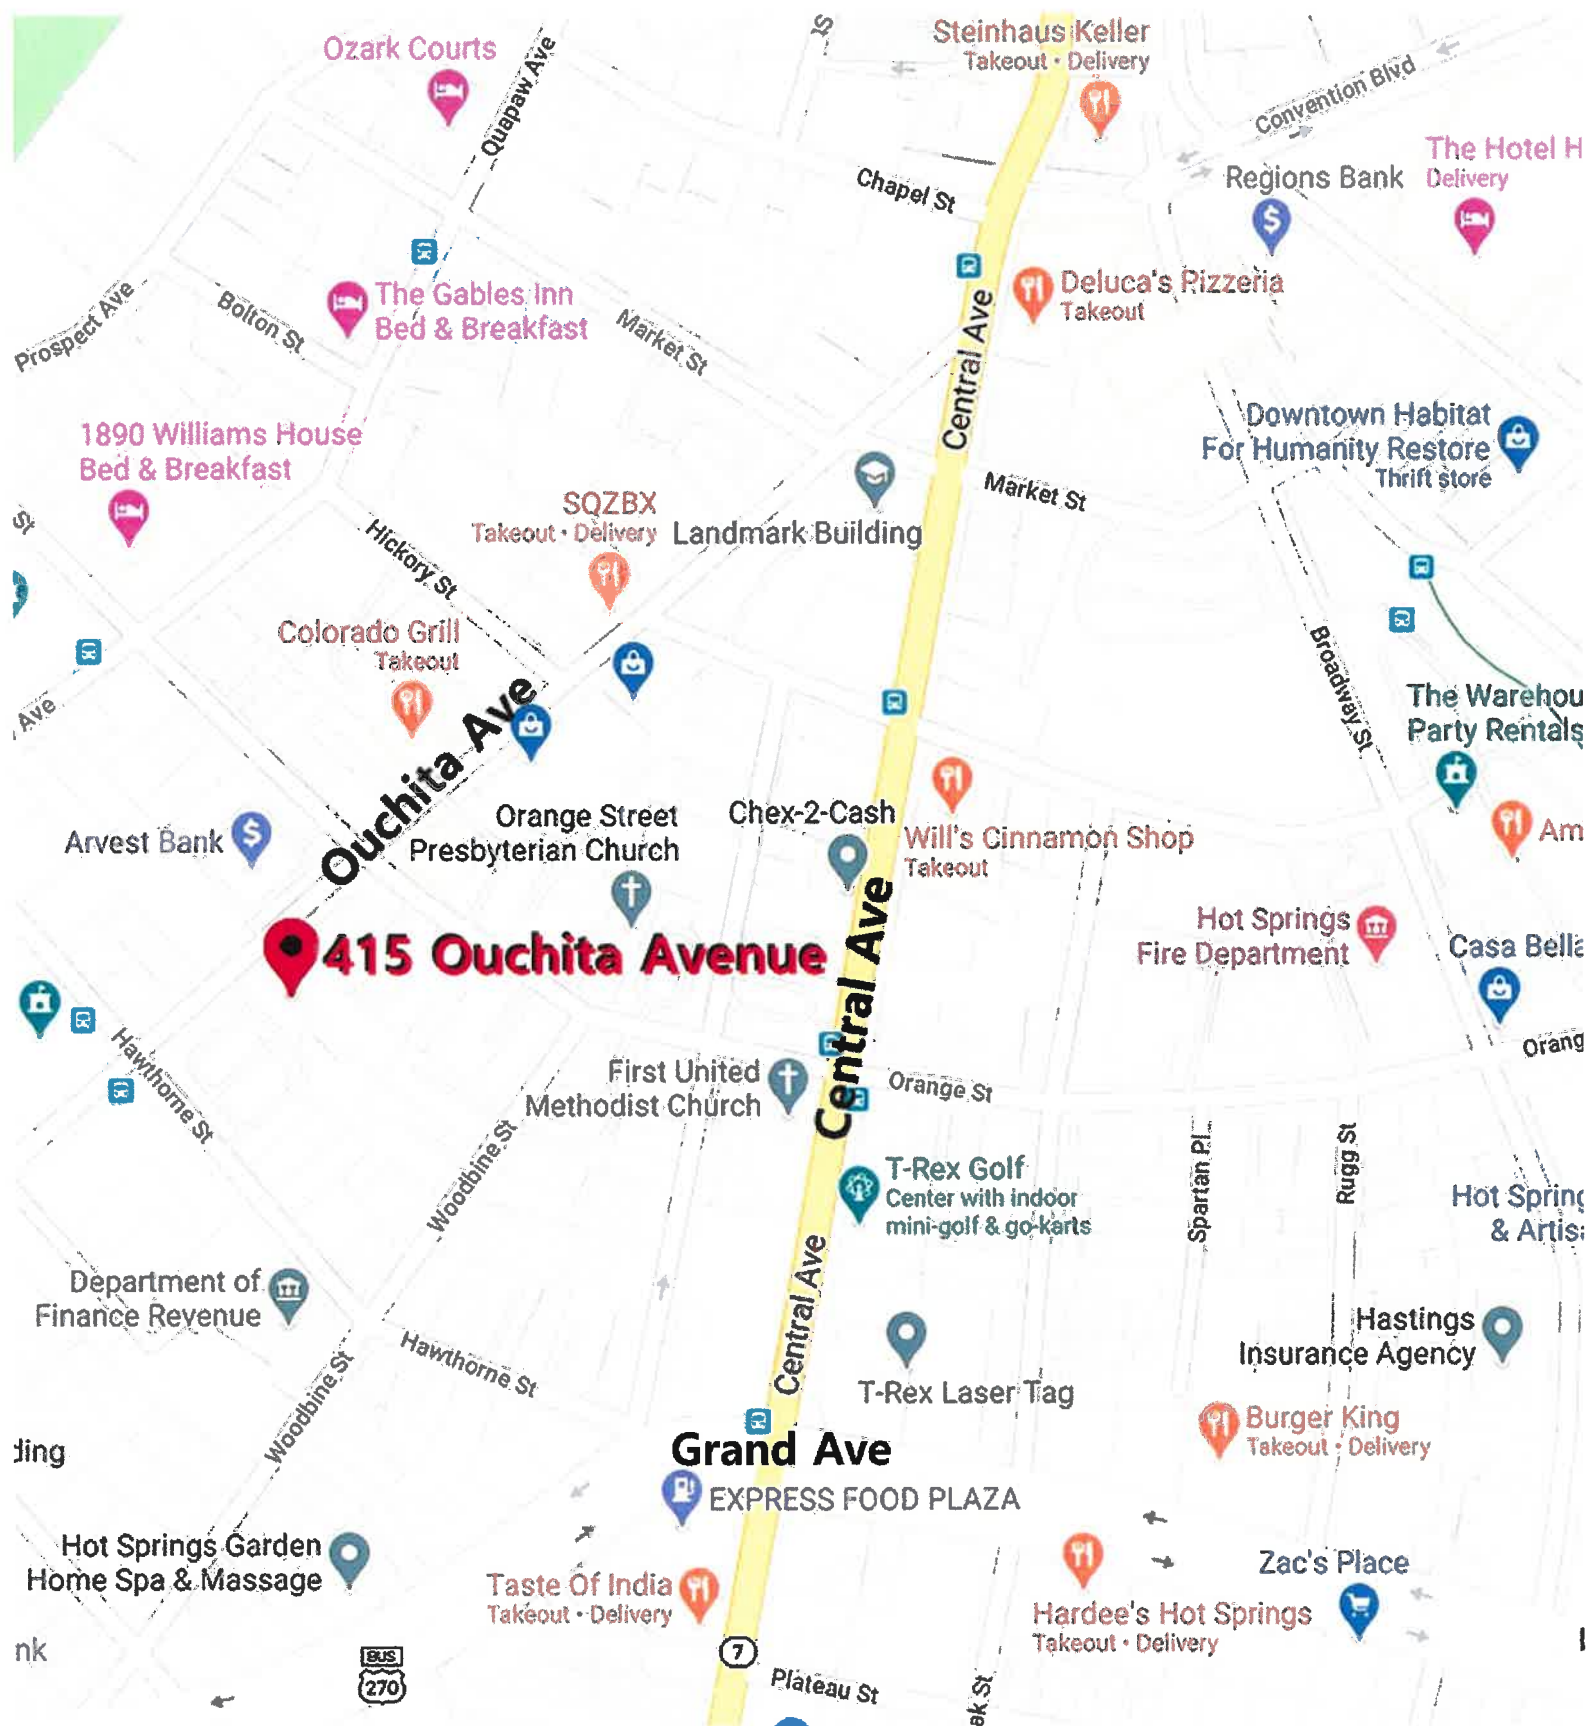 Steinhaus Keller
Takeout · Delivery
Ozark Courts
Quapaw Ave
St
Convention Blvd
The Hotel H
Delivery
Regions Bank
Chapel St
Deluca's Pizzeria
Takeout
The Gables Inn
Bed & Breakfast
Prospect Ave
Bolton St
Market St
Central Ave
Downtown Habitat
For Humanity Restore
Thrift store
1890 Williams House
Bed & Breakfast
Market St
St
SQZBX
Takeout · Delivery
Landmark Building
Hickory St
Colorado Grill
Takeout
Broadway St
Ave
Ouchita Ave
The Warehou
Party Rentals
Arvest Bank
Orange Street
Presbyterian Church
Chex-2-Cash
Will's Cinnamon Shop
Takeout
Am
415 Ouchita Avenue
Central Ave
Hot Springs
Fire Department
Casa Bella
Orang
Hawthorne St
First United
Methodist Church
Orange St
Woodbine St
T-Rex Golf
Center with indoor
mini-golf & go-karts
Spartan Pl
Rugg St
Hot Spring
& Artis
Department of
Finance Revenue
Central Ave
Hastings
Insurance Agency
Hawthorne St
T-Rex Laser Tag
Woodbine St
Burger King
Takeout · Delivery
ding
Grand Ave
EXPRESS FOOD PLAZA
Hot Springs Garden
Home Spa & Massage
Taste Of India
Takeout · Delivery
Zac's Place
Hardee's Hot Springs
Takeout · Delivery
nk
BUS
270
7
Plateau St
ak St